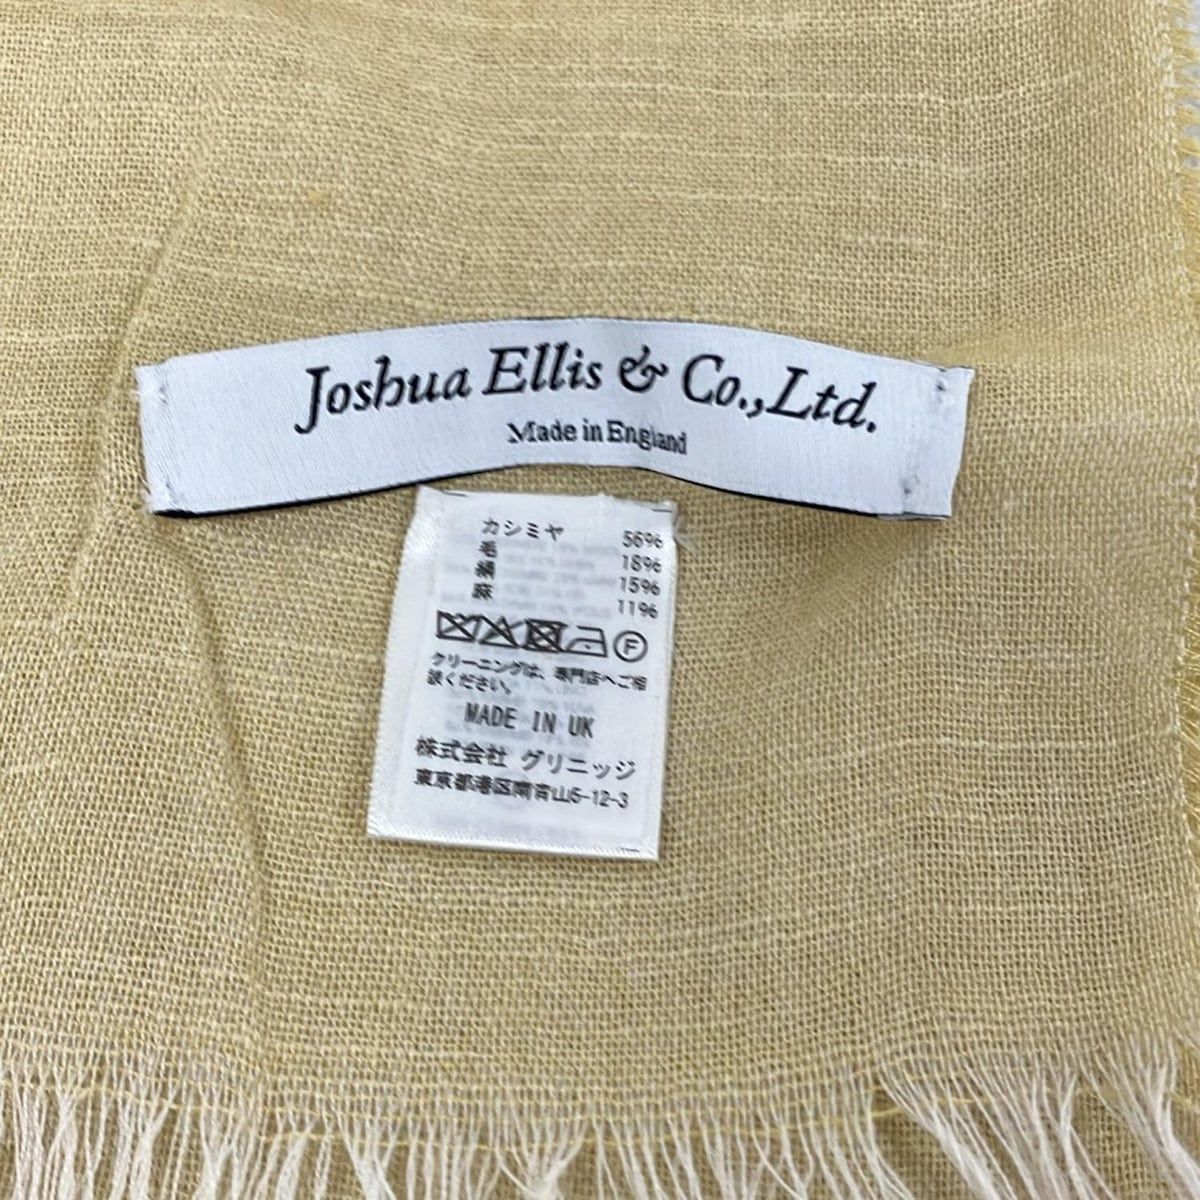 Joshua Ellis & Co., Ltd.
Made in England
カシミヤ 56%
毛 18%
絹 15%
麻 11%
F
クリーニングは、専門店へご相
談ください。
MADE IN UK
株式会社 グリニッジ
東京都港区南青山5-12-3